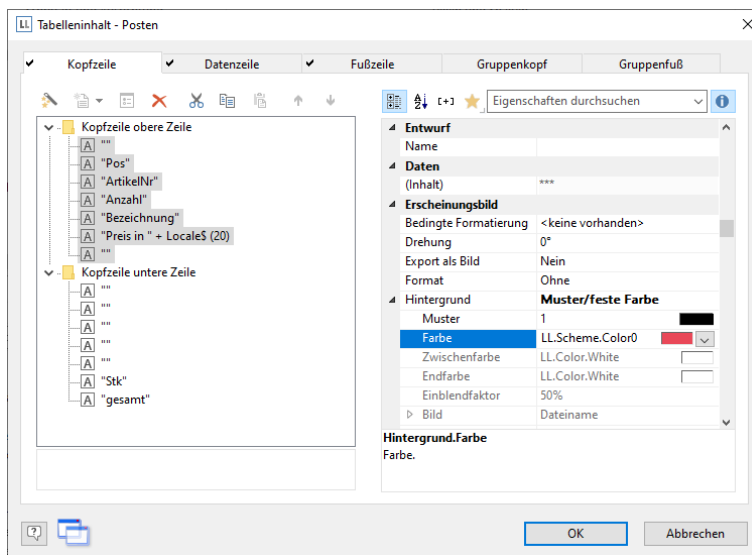 LL Tabelleninhalt - Posten
Kopfzeile Datenzeile Fußzeile Gruppenkopf Gruppenfuß
Eigenschaften durchsuchen
Kopfzeile obere Zeile
A ""
A "Pos"
A "ArtikelNr"
A "Anzahl"
A "Bezeichnung"
A "Preis in " + Locale$ (20)
A ""
Kopfzeile untere Zeile
A ""
A ""
A ""
A ""
A ""
A "Stk"
A "gesamt"
Entwurf
Name
Daten
(Inhalt) ***
Erscheinungsbild
Bedingte Formatierung <keine vorhanden>
Drehung 0°
Export als Bild Nein
Format Ohne
Hintergrund Muster/feste Farbe
Muster 1
Farbe LL.Scheme.Color0
Zwischenfarbe LL.Color.White
Endfarbe LL.Color.White
Einblendfaktor 50%
Bild Dateiname
Hintergrund.Farbe
Farbe.
OK Abbrechen